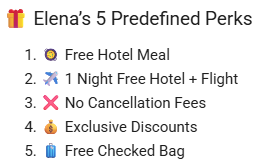 🎁 Elena’s 5 Predefined Perks
1. 🥘 Free Hotel Meal
2. ✈️ 1 Night Free Hotel + Flight
3. ❌ No Cancellation Fees
4. 💰 Exclusive Discounts
5. 🧳 Free Checked Bag